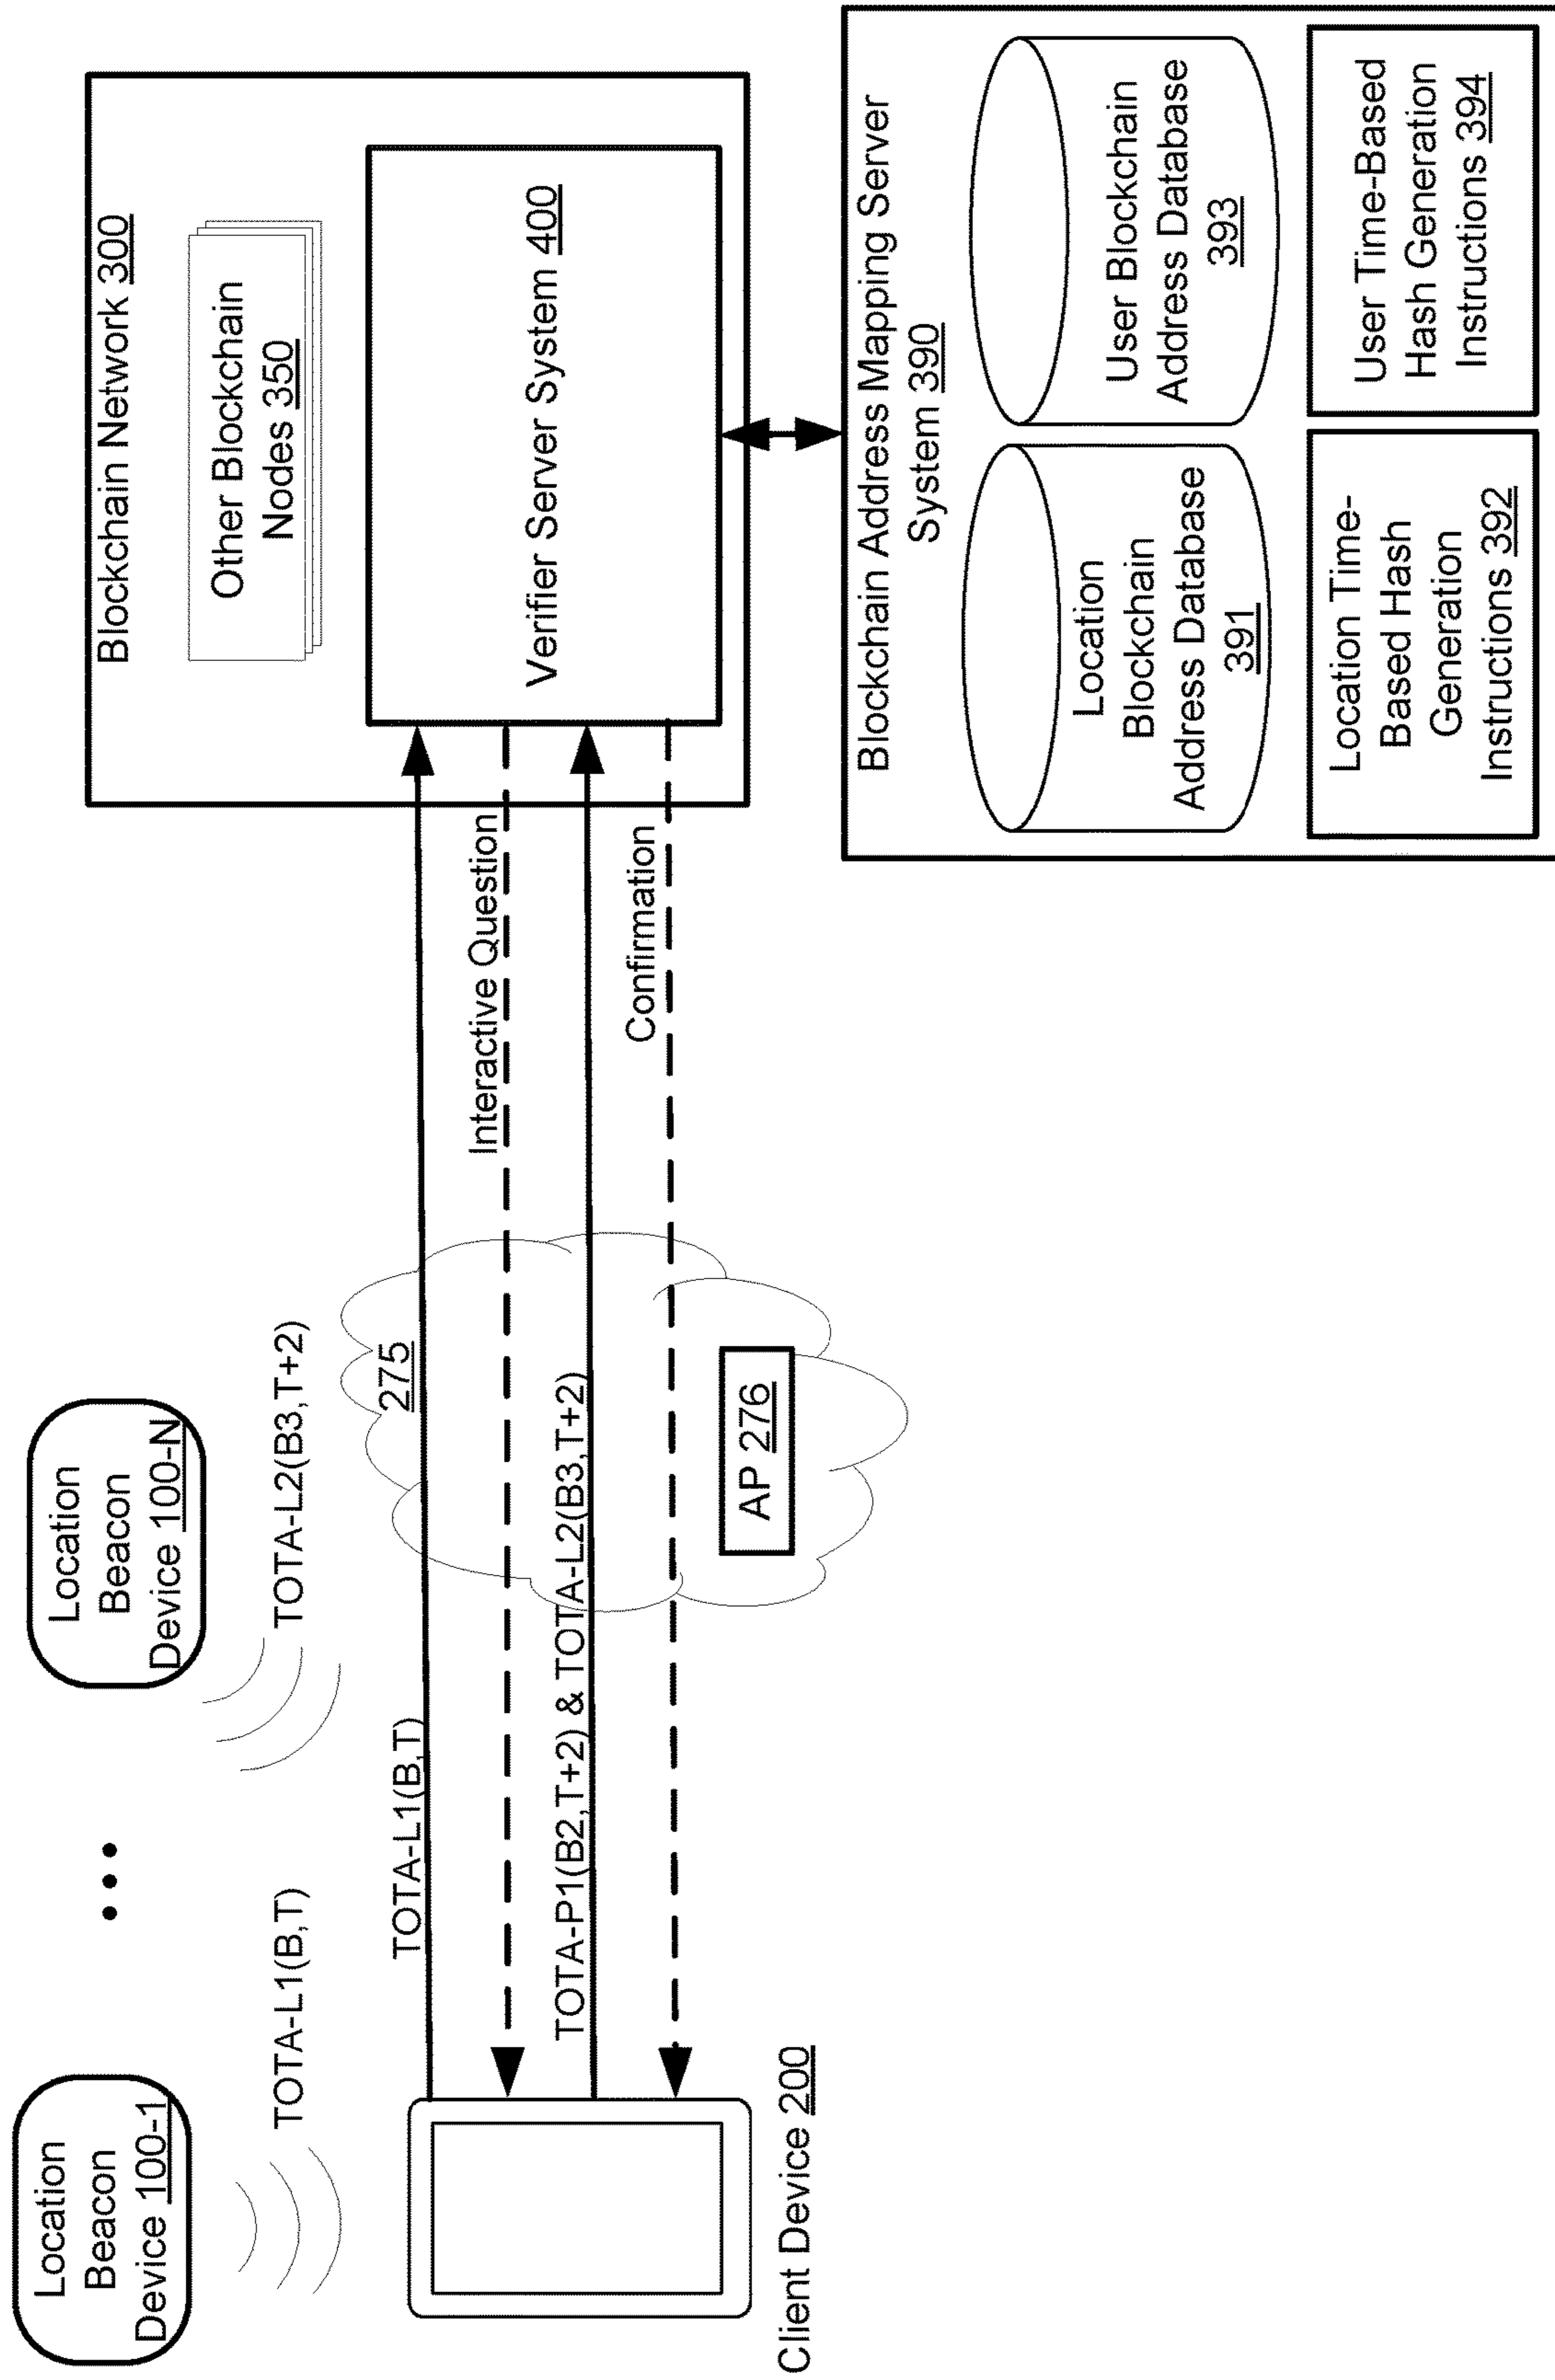 Location
Beacon
Device 100-1
TOTA-L1(B,T)
Location
Beacon
Device 100-N
TOTA-L2(B3,T+2)
Client Device 200
TOTA-L1(B,T)
275
Interactive Question
TOTA-P1(B2,T+2) & TOTA-L2(B3,T+2)
Confirmation
AP 276
Blockchain Network 300
Other Blockchain
Nodes 350
Verifier Server System 400
Blockchain Address Mapping Server
System 390
Location
Blockchain
Address Database
391
User Blockchain
Address Database
393
Location Time-
Based Hash
Generation
Instructions 392
User Time-Based
Hash Generation
Instructions 394